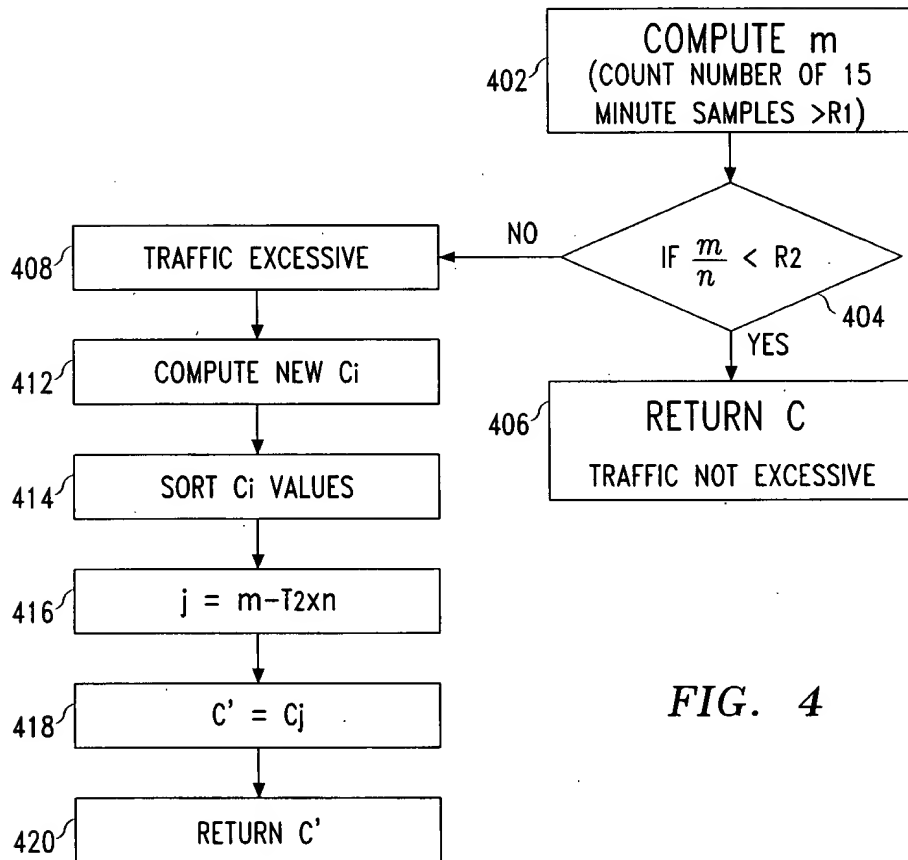 COMPUTE m
(COUNT NUMBER OF 15
MINUTE SAMPLES >R1)
402
IF m/n < R2
404
NO
YES
RETURN C
TRAFFIC NOT EXCESSIVE
406
TRAFFIC EXCESSIVE
408
COMPUTE NEW Ci
412
SORT Ci VALUES
414
j = m-T2xn
416
C' = Cj
418
RETURN C'
420
FIG. 4